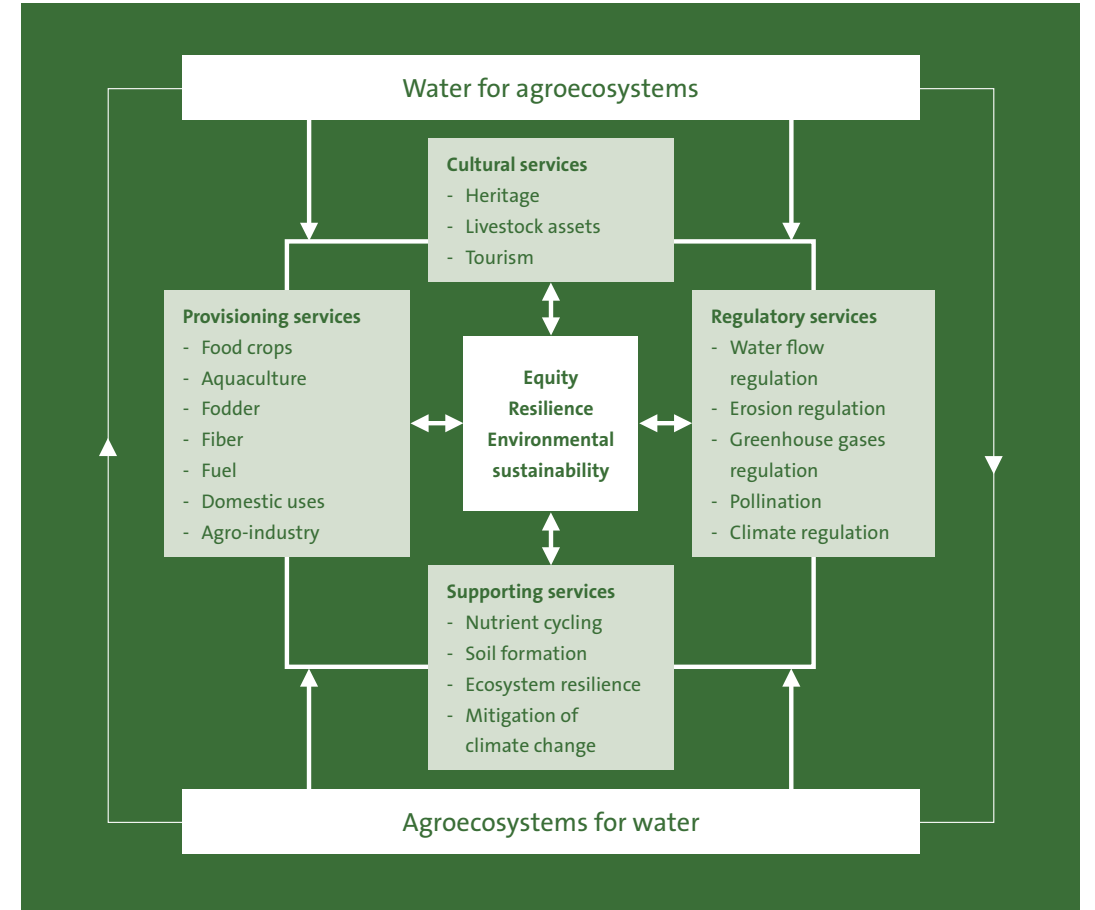 Water for agroecosystems
Cultural services
- Heritage
- Livestock assets
- Tourism
Provisioning services
- Food crops
- Aquaculture
- Fodder
- Fiber
- Fuel
- Domestic uses
- Agro-industry
Equity
Resilience
Environmental
sustainability
Regulatory services
- Water flow
regulation
- Erosion regulation
- Greenhouse gases
regulation
- Pollination
- Climate regulation
Supporting services
- Nutrient cycling
- Soil formation
- Ecosystem resilience
- Mitigation of
climate change
Agroecosystems for water